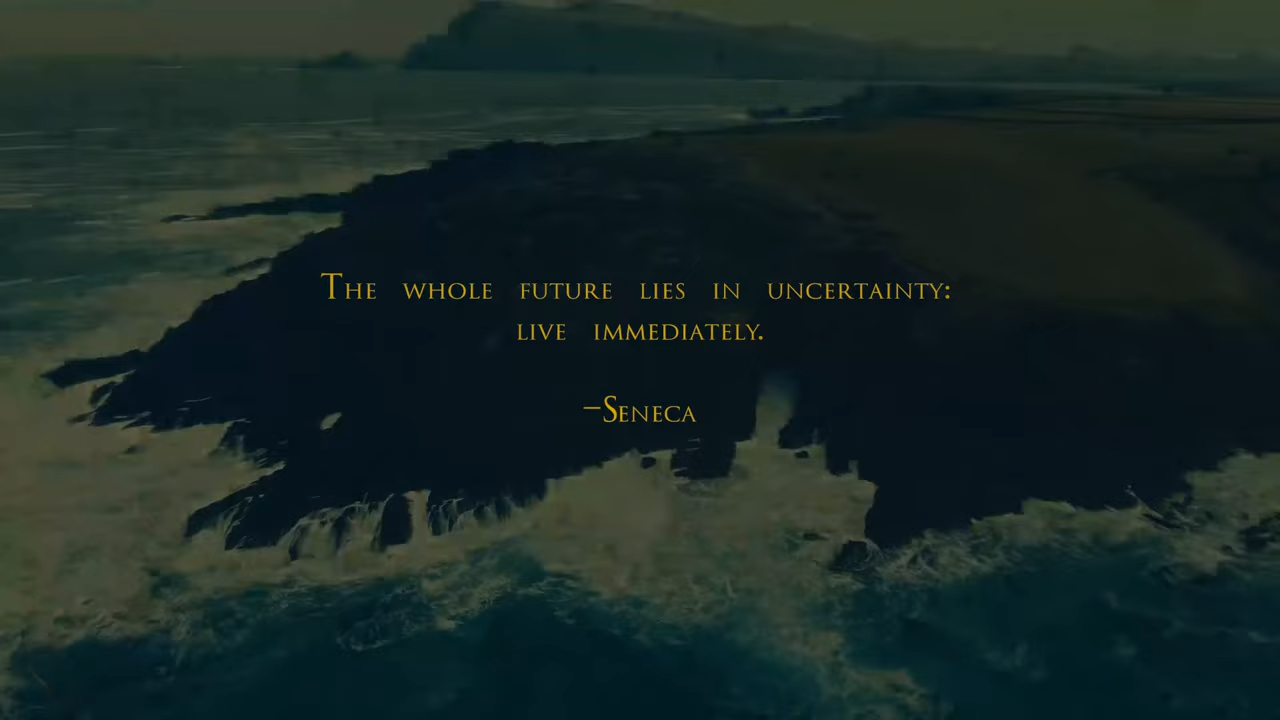 The whole future lies in uncertainty:
live immediately.
–Seneca